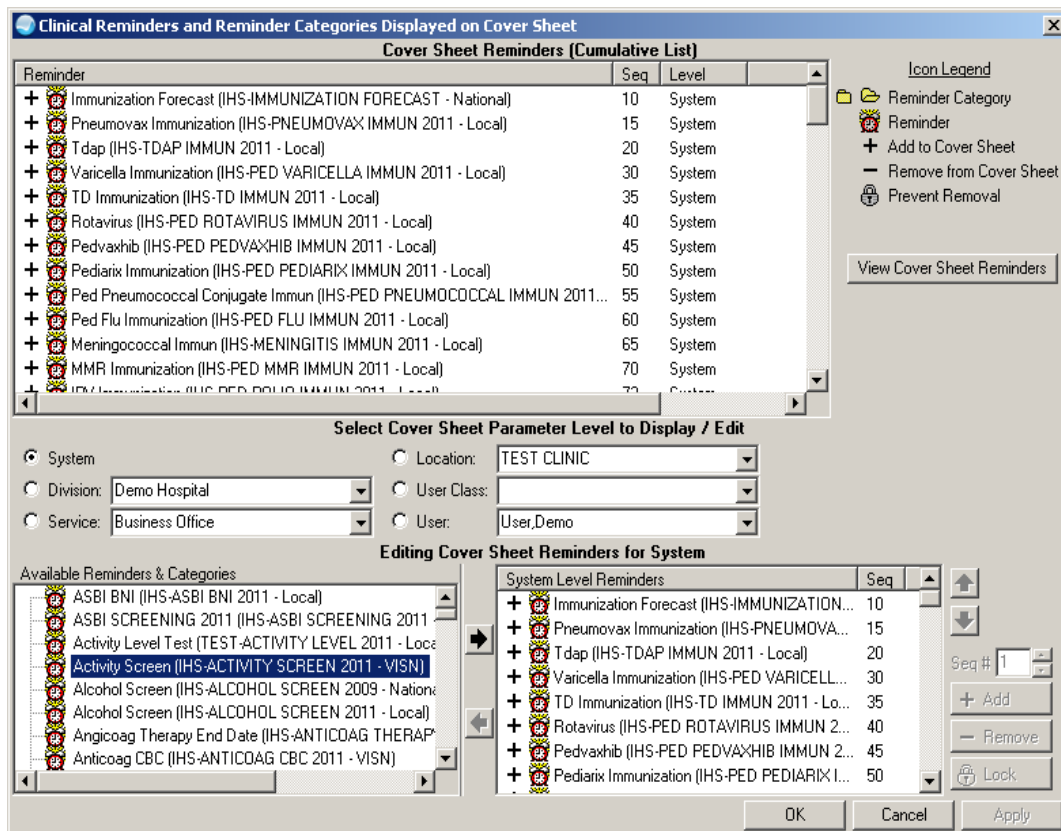 Clinical Reminders and Reminder Categories Displayed on Cover Sheet
Cover Sheet Reminders (Cumulative List)
Reminder Seq Level
Immunization Forecast (IHS-IMMUNIZATION FORECAST - National) 10 System
Pneumovax Immunization (IHS-PNEUMOVAX IMMUN 2011 - Local) 15 System
Tdap (IHS-TDAP IMMUN 2011 - Local) 20 System
Varicella Immunization (IHS-PED VARICELLA IMMUN 2011 - Local) 30 System
TD Immunization (IHS-TD IMMUN 2011 - Local) 35 System
Rotavirus (IHS-PED ROTAVIRUS IMMUN 2011 - Local) 40 System
Pedvaxhib (IHS-PED PEDVAXHIB IMMUN 2011 - Local) 45 System
Pediarix Immunization (IHS-PED PEDIARIX IMMUN 2011 - Local) 50 System
Ped Pneumococcal Conjugate Immun (IHS-PED PNEUMOCOCCAL IMMUN 2011... 55 System
Ped Flu Immunization (IHS-PED FLU IMMUN 2011 - Local) 60 System
Meningococcal Immun (IHS-MENINGITIS IMMUN 2011 - Local) 65 System
MMR Immunization (IHS-PED MMR IMMUN 2011 - Local) 70 System
Icon Legend
Reminder Category
Reminder
Add to Cover Sheet
Remove from Cover Sheet
Prevent Removal
View Cover Sheet Reminders
Select Cover Sheet Parameter Level to Display / Edit
System Location: TEST CLINIC
Division: Demo Hospital User Class:
Service: Business Office User: User,Demo
Editing Cover Sheet Reminders for System
Available Reminders & Categories
ASBI BNI (IHS-ASBI BNI 2011 - Local)
ASBI SCREENING 2011 (IHS-ASBI SCREENING 2011 -
Activity Level Test (TEST-ACTIVITY LEVEL 2011 - Loca
Activity Screen (IHS-ACTIVITY SCREEN 2011 - VISN)
Alcohol Screen (IHS-ALCOHOL SCREEN 2009 - Nationa
Alcohol Screen (IHS-ALCOHOL SCREEN 2011 - Local)
Angicoag Therapy End Date (IHS-ANTICOAG THERAPY
Anticoag CBC (IHS-ANTICOAG CBC 2011 - VISN)
System Level Reminders Seq
Immunization Forecast (IHS-IMMUNIZATION... 10
Pneumovax Immunization (IHS-PNEUMOVA... 15
Tdap (IHS-TDAP IMMUN 2011 - Local) 20
Varicella Immunization (IHS-PED VARICELL... 30
TD Immunization (IHS-TD IMMUN 2011 - Lo... 35
Rotavirus (IHS-PED ROTAVIRUS IMMUN 2... 40
Pedvaxhib (IHS-PED PEDVAXHIB IMMUN 2... 45
Pediarix Immunization (IHS-PED PEDIARIX I... 50
Seq # 1
Add
Remove
Lock
OK Cancel Apply